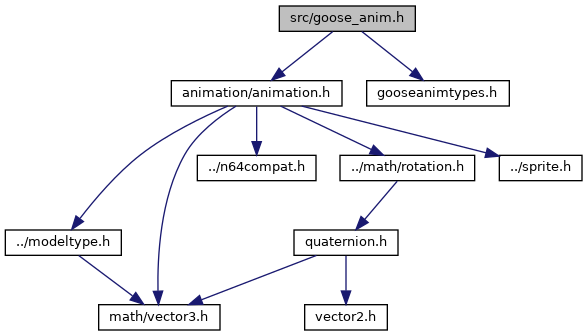 src/goose_anim.h
animation/animation.h
gooseanimtypes.h
../n64compat.h
../math/rotation.h
../sprite.h
../modeltype.h
quaternion.h
math/vector3.h
vector2.h